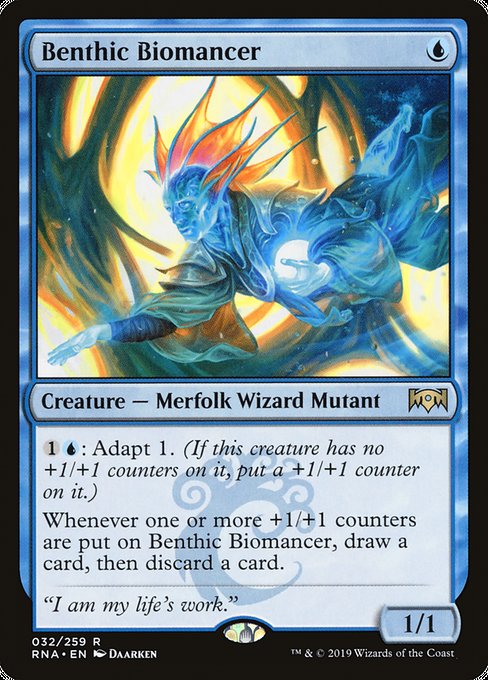 Benthic Biomancer
Creature — Merfolk Wizard Mutant
1: Adapt 1. (If this creature has no
+1/+1 counters on it, put a +1/+1 counter
on it.)
Whenever one or more +1/+1 counters
are put on Benthic Biomancer, draw a
card, then discard a card.
“I am my life’s work.”
1/1
032/259 R
RNA • EN DAARKEN
™ & © 2019 Wizards of the Coast